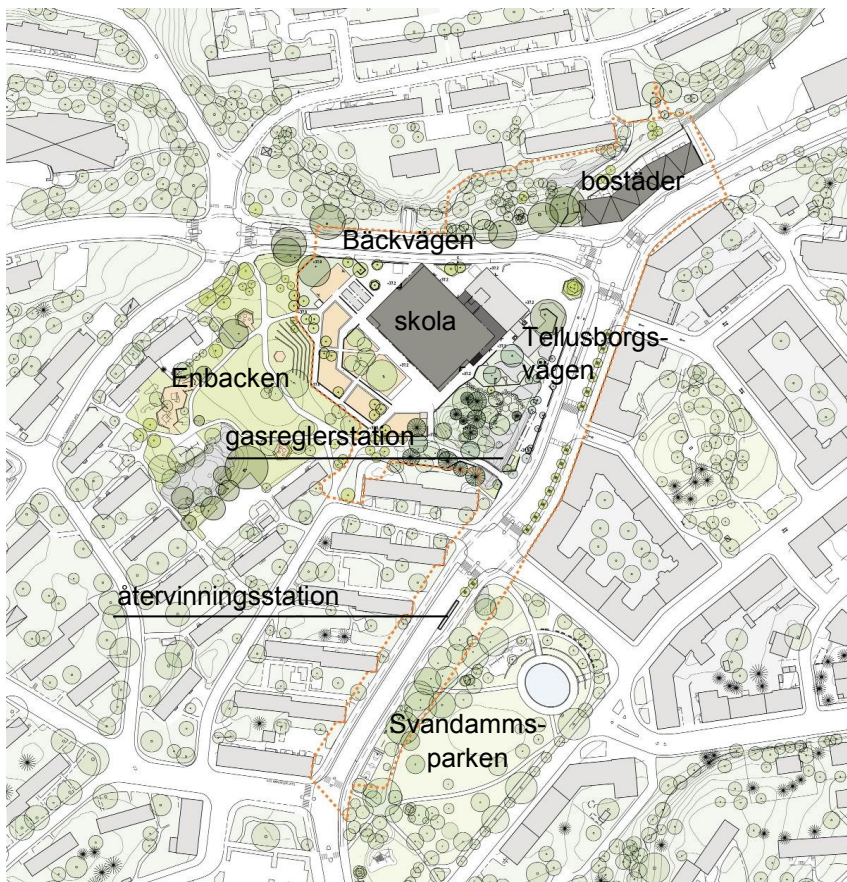 bostäder
Bäckvägen
skola
Tellusborgs-
vägen
Enbacken
gasreglerstation
återvinningsstation
Svandamms-
parken